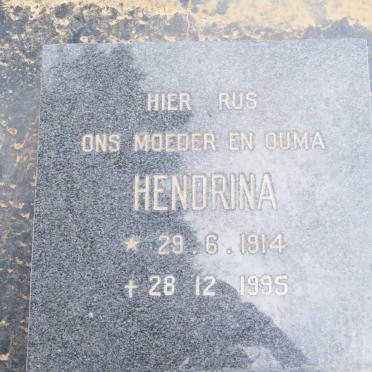 HIER RUS
ONS MOEDER EN OUMA
HENDRINA
* 29.6.1914
† 28 12 1995